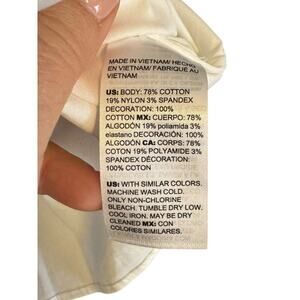 MADE IN VIETNAM/ HECHO
EN VIETNAM/ FABRIQUÉ AU
VIETNAM
US: BODY: 78% COTTON
19% NYLON 3% SPANDEX
DECORATION: 100%
COTTON MX: CUERPO: 78%
ALGODÓN 19% poliamida 3%
elastano DECORACIÓN: 100%
ALGODÓN CA: CORPS: 78%
COTON 19% POLYAMIDE 3%
SPANDEX DÉCORATION:
100% COTON
US: WITH SIMILAR COLORS.
MACHINE WASH COLD.
ONLY NON-CHLORINE
BLEACH. TUMBLE DRY LOW.
COOL IRON. MAY BE DRY
CLEANED MX: CON
COLORES SIMILARES.